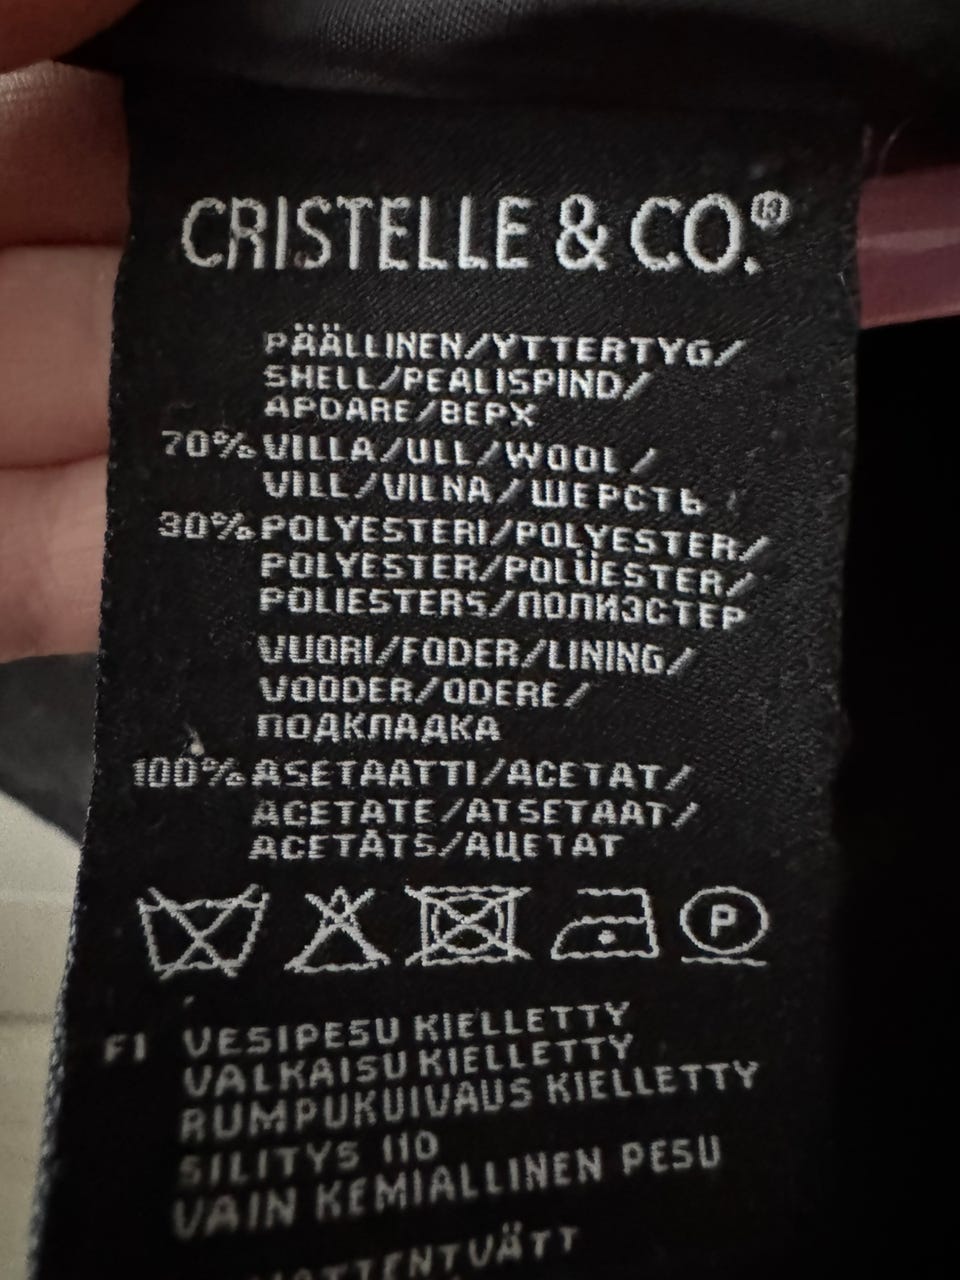 CRISTELLE & CO.®
PÄÄLLINEN/YTTERTYG/
SHELL/PEALISPIND/
APDARE/ВЕРХ
70% VILLA/ULL/WOOL/
VILL/VILNA/ШЕРСТЬ
30% POLYESTERI/POLYESTER/
POLYESTER/POLÜESTER/
POLIESTERS/ПОЛИЭСТЕР
VUORI/FODER/LINING/
VOODER/ODERE/
ПОДКЛАДКА
100% ASETAATTI/ACETAT/
ACETATE/ATSETAAT/
ACETĀTS/АЦЕТАТ
P
FI VESIPESU KIELLETTY
VALKAISU KIELLETTY
RUMPUKUIVAUS KIELLETTY
SILITYS 110
VAIN KEMIALLINEN PESU